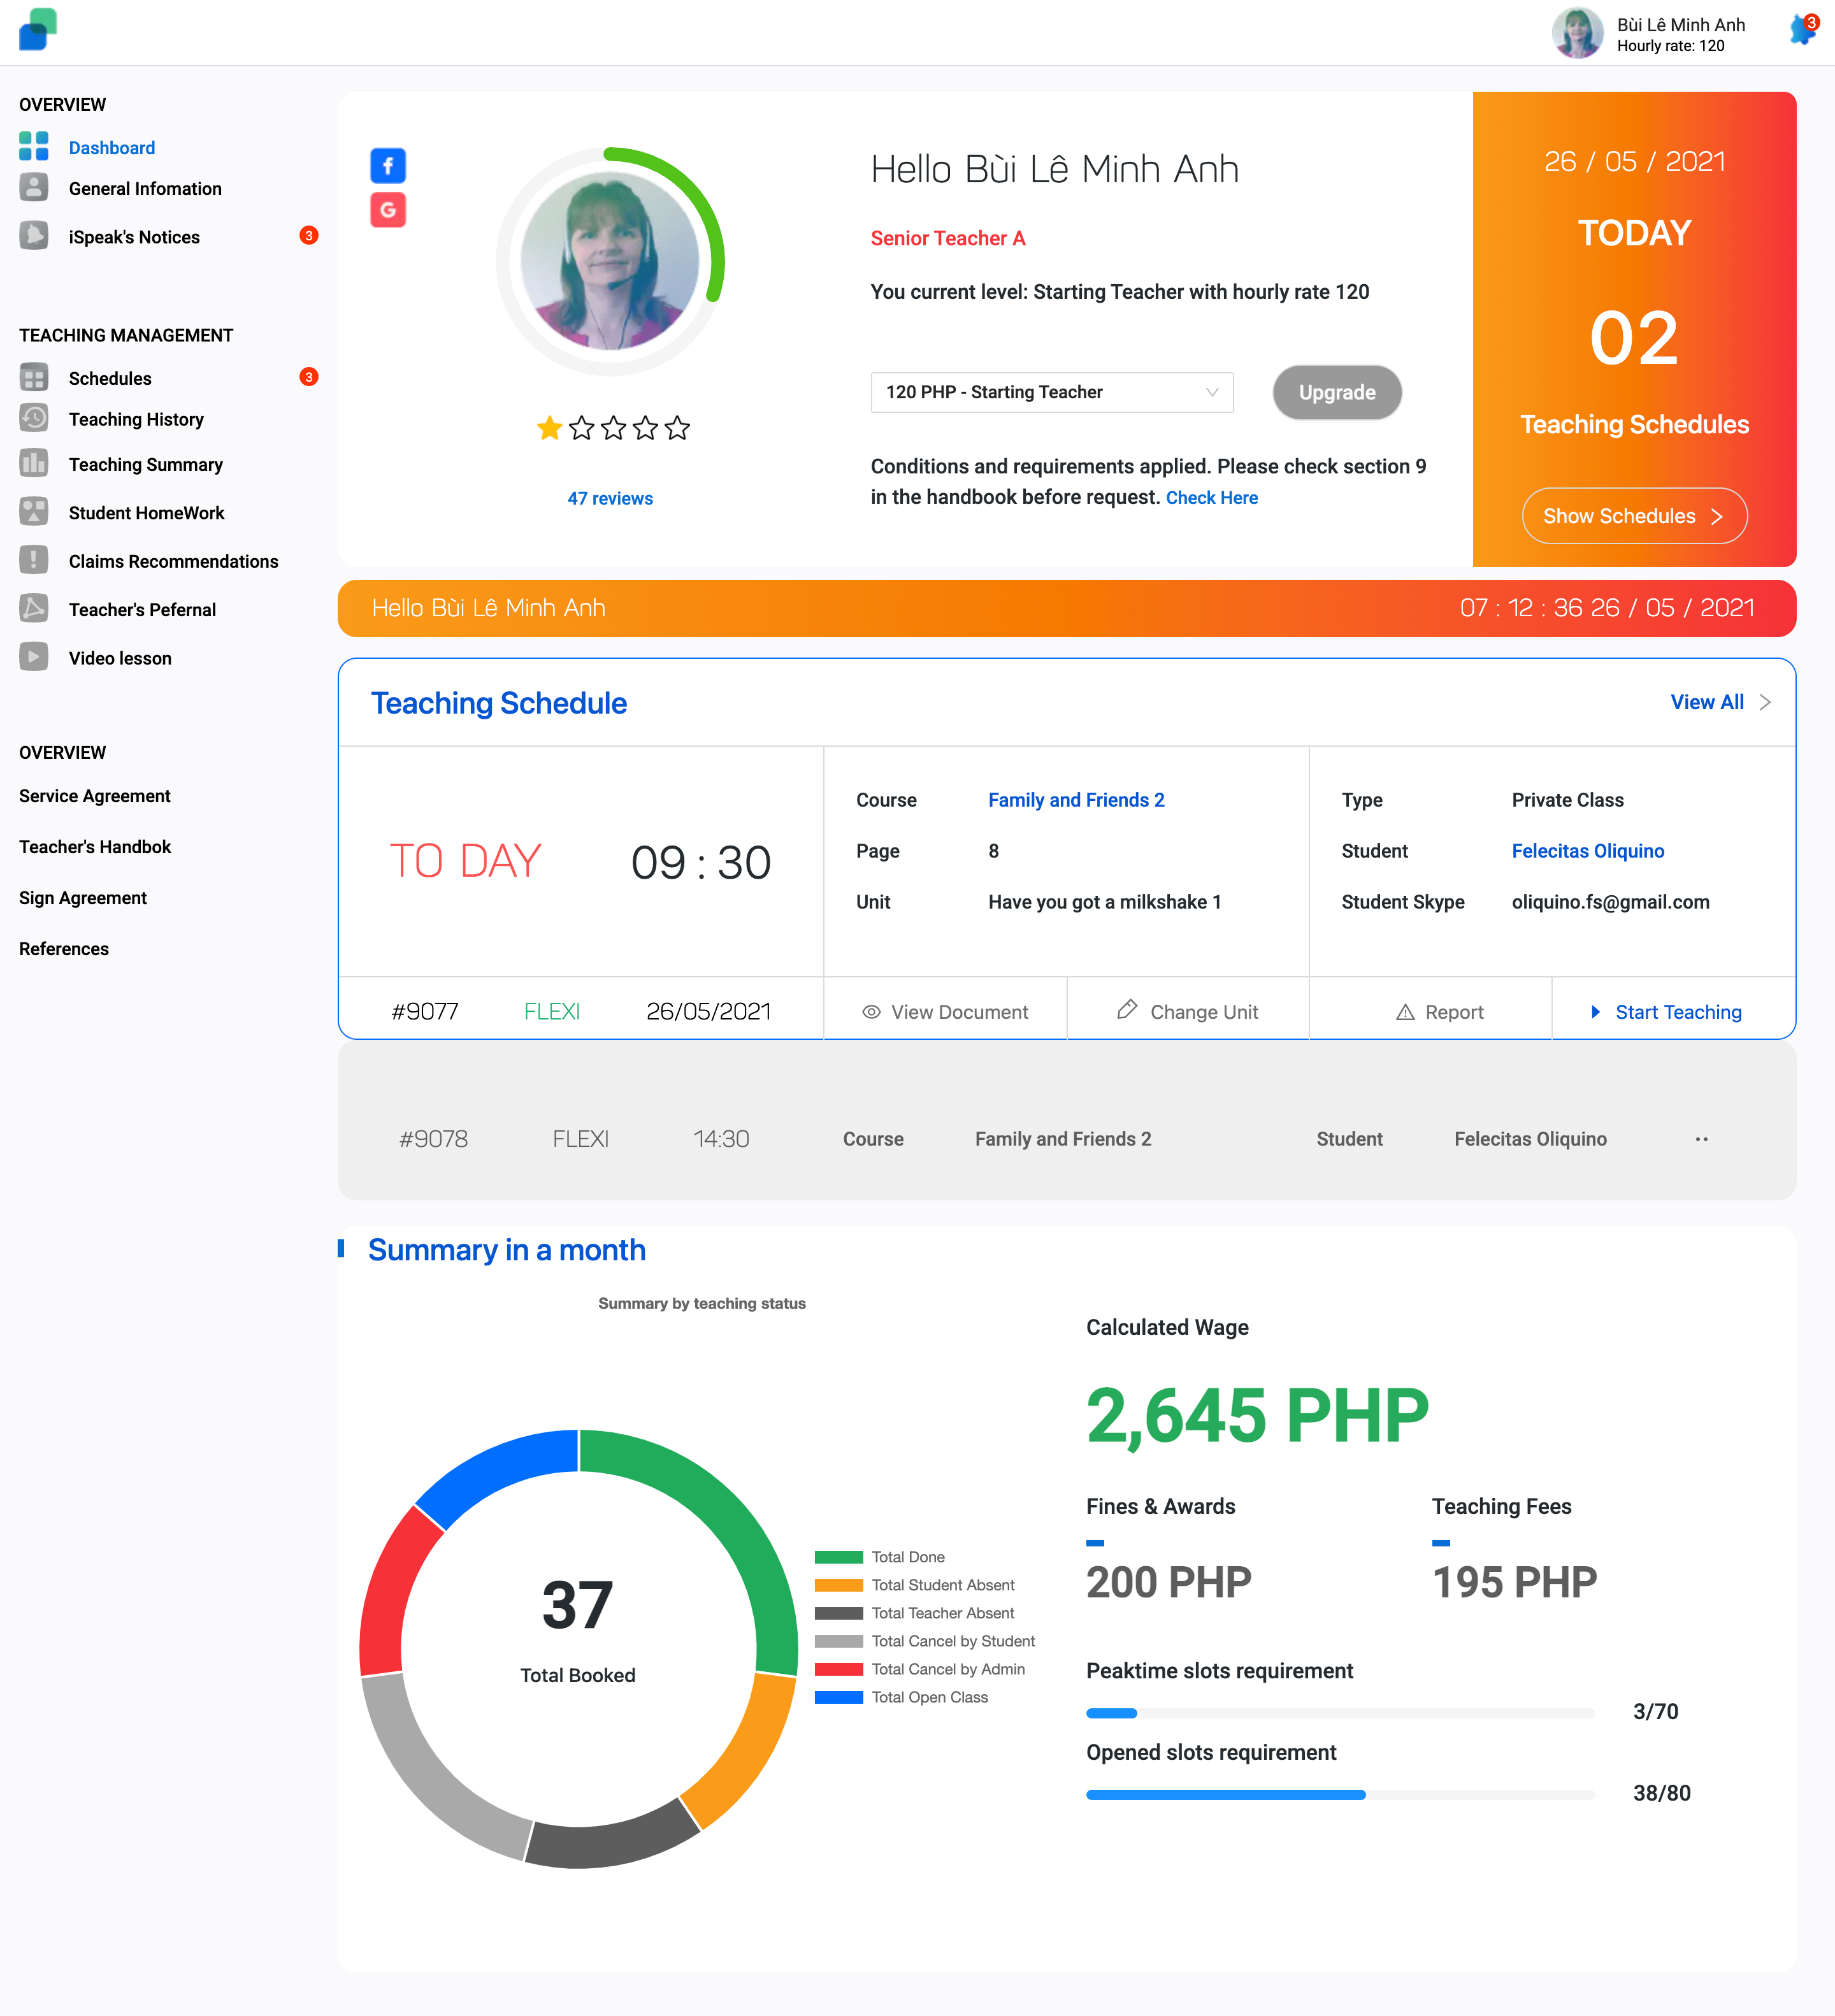 Bùi Lê Minh Anh
Hourly rate: 120
3
OVERVIEW
Dashboard
General Infomation
iSpeak's Notices 3
TEACHING MANAGEMENT
Schedules 3
Teaching History
Teaching Summary
Student HomeWork
Claims Recommendations
Teacher's Pefernal
Video lesson
OVERVIEW
Service Agreement
Teacher's Handbok
Sign Agreement
References
f
G
47 reviews
Hello Bùi Lê Minh Anh
Senior Teacher A
You current level: Starting Teacher with hourly rate 120
120 PHP - Starting Teacher
Upgrade
Conditions and requirements applied. Please check section 9
in the handbook before request. Check Here
26 / 05 / 2021
TODAY
02
Teaching Schedules
Show Schedules
Hello Bùi Lê Minh Anh 07 : 12 : 36 26 / 05 / 2021
Teaching Schedule View All
TO DAY 09 : 30
Course Family and Friends 2
Page 8
Unit Have you got a milkshake 1
Type Private Class
Student Felecitas Oliquino
Student Skype oliquino.fs@gmail.com
#9077 FLEXI 26/05/2021 View Document Change Unit Report Start Teaching
#9078 FLEXI 14:30 Course Family and Friends 2 Student Felecitas Oliquino ··
Summary in a month
Summary by teaching status
37
Total Booked
Total Done
Total Student Absent
Total Teacher Absent
Total Cancel by Student
Total Cancel by Admin
Total Open Class
Calculated Wage
2,645 PHP
Fines & Awards Teaching Fees
200 PHP 195 PHP
Peaktime slots requirement
3/70
Opened slots requirement
38/80